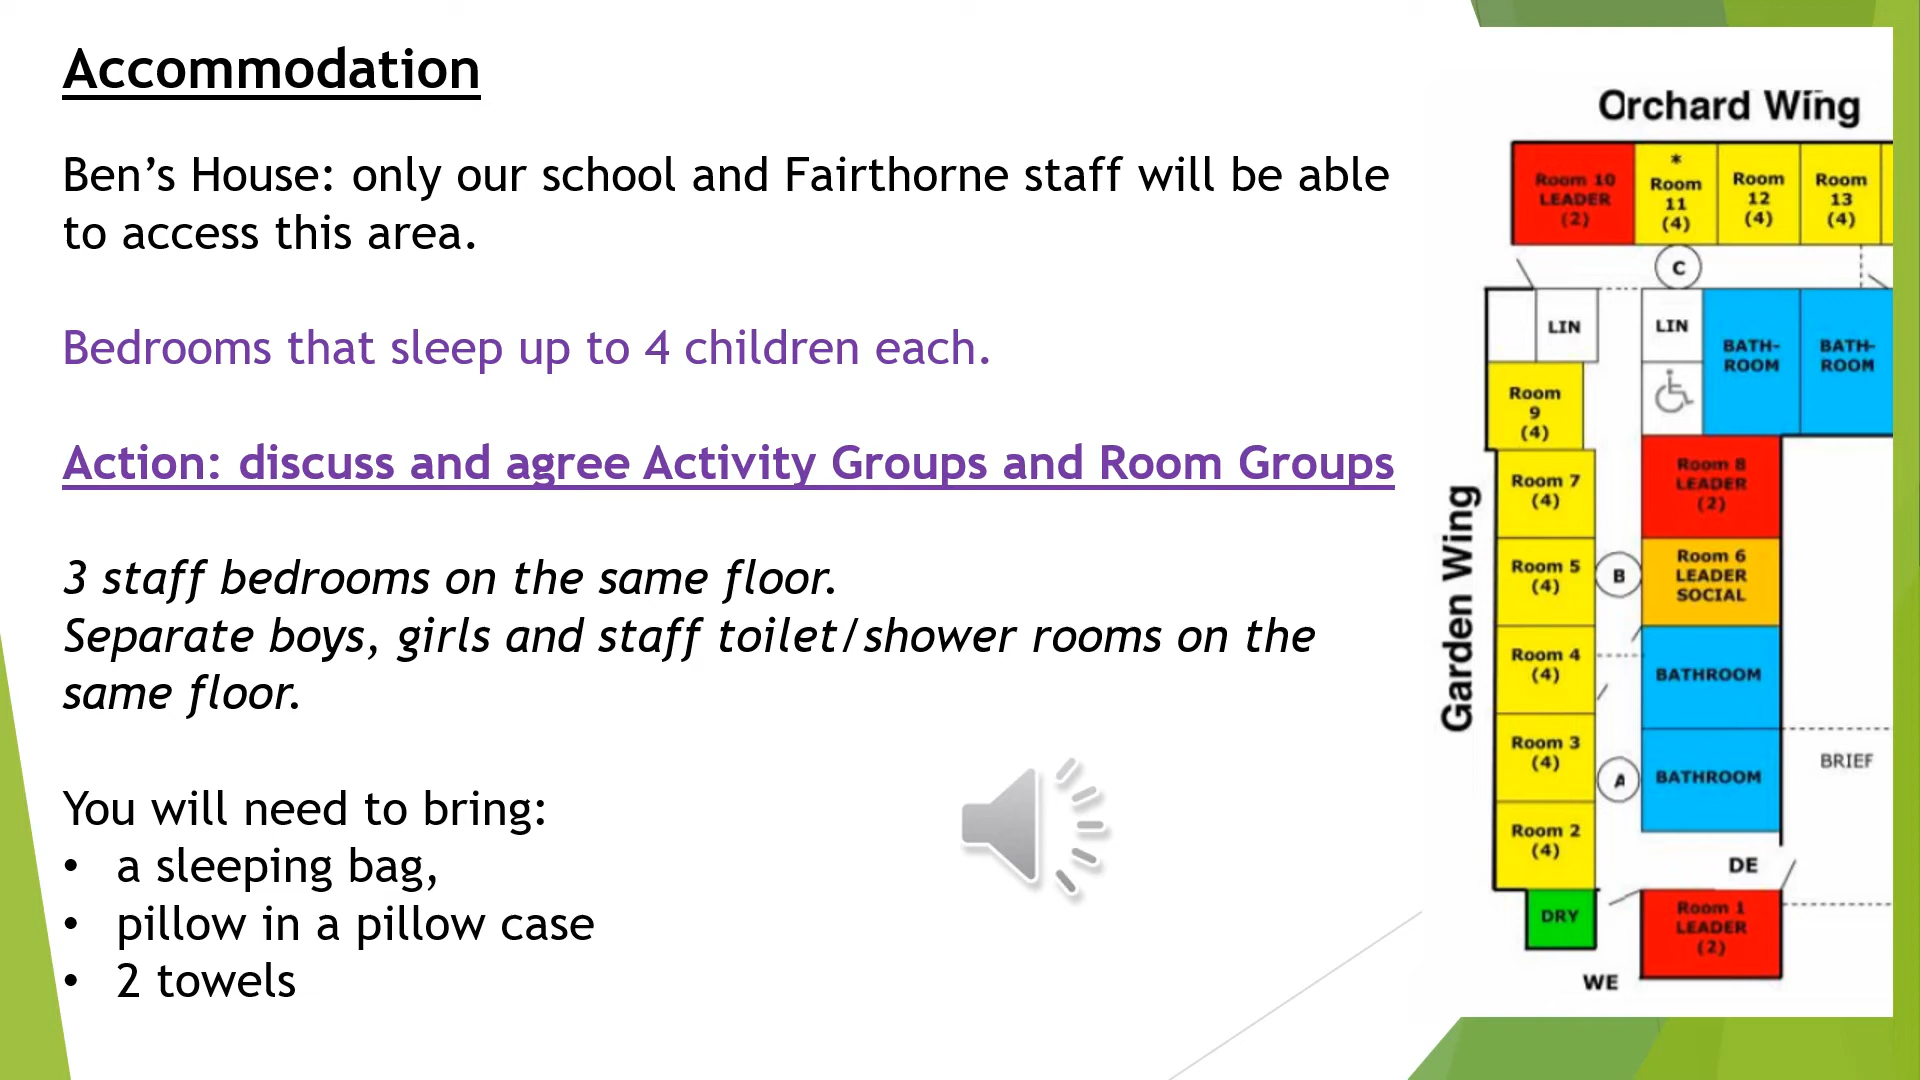 Accommodation
Ben’s House: only our school and Fairthorne staff will be able
to access this area.
Bedrooms that sleep up to 4 children each.
Action: discuss and agree Activity Groups and Room Groups
3 staff bedrooms on the same floor.
Separate boys, girls and staff toilet/shower rooms on the
same floor.
You will need to bring:
• a sleeping bag,
• pillow in a pillow case
• 2 towels
Orchard Wing
Room 10
LEADER
(2)
*
Room
11
(4)
Room
12
(4)
Room
13
(4)
C
LIN
LIN
BATH-
ROOM
BATH-
ROOM
Room
9
(4)
Garden Wing
Room 7
(4)
Room 8
LEADER
(2)
Room 5
(4)
B
Room 6
LEADER
SOCIAL
Room 4
(4)
BATHROOM
Room 3
(4)
A
BATHROOM
BRIEF
Room 2
(4)
DE
DRY
Room 1
LEADER
(2)
WE